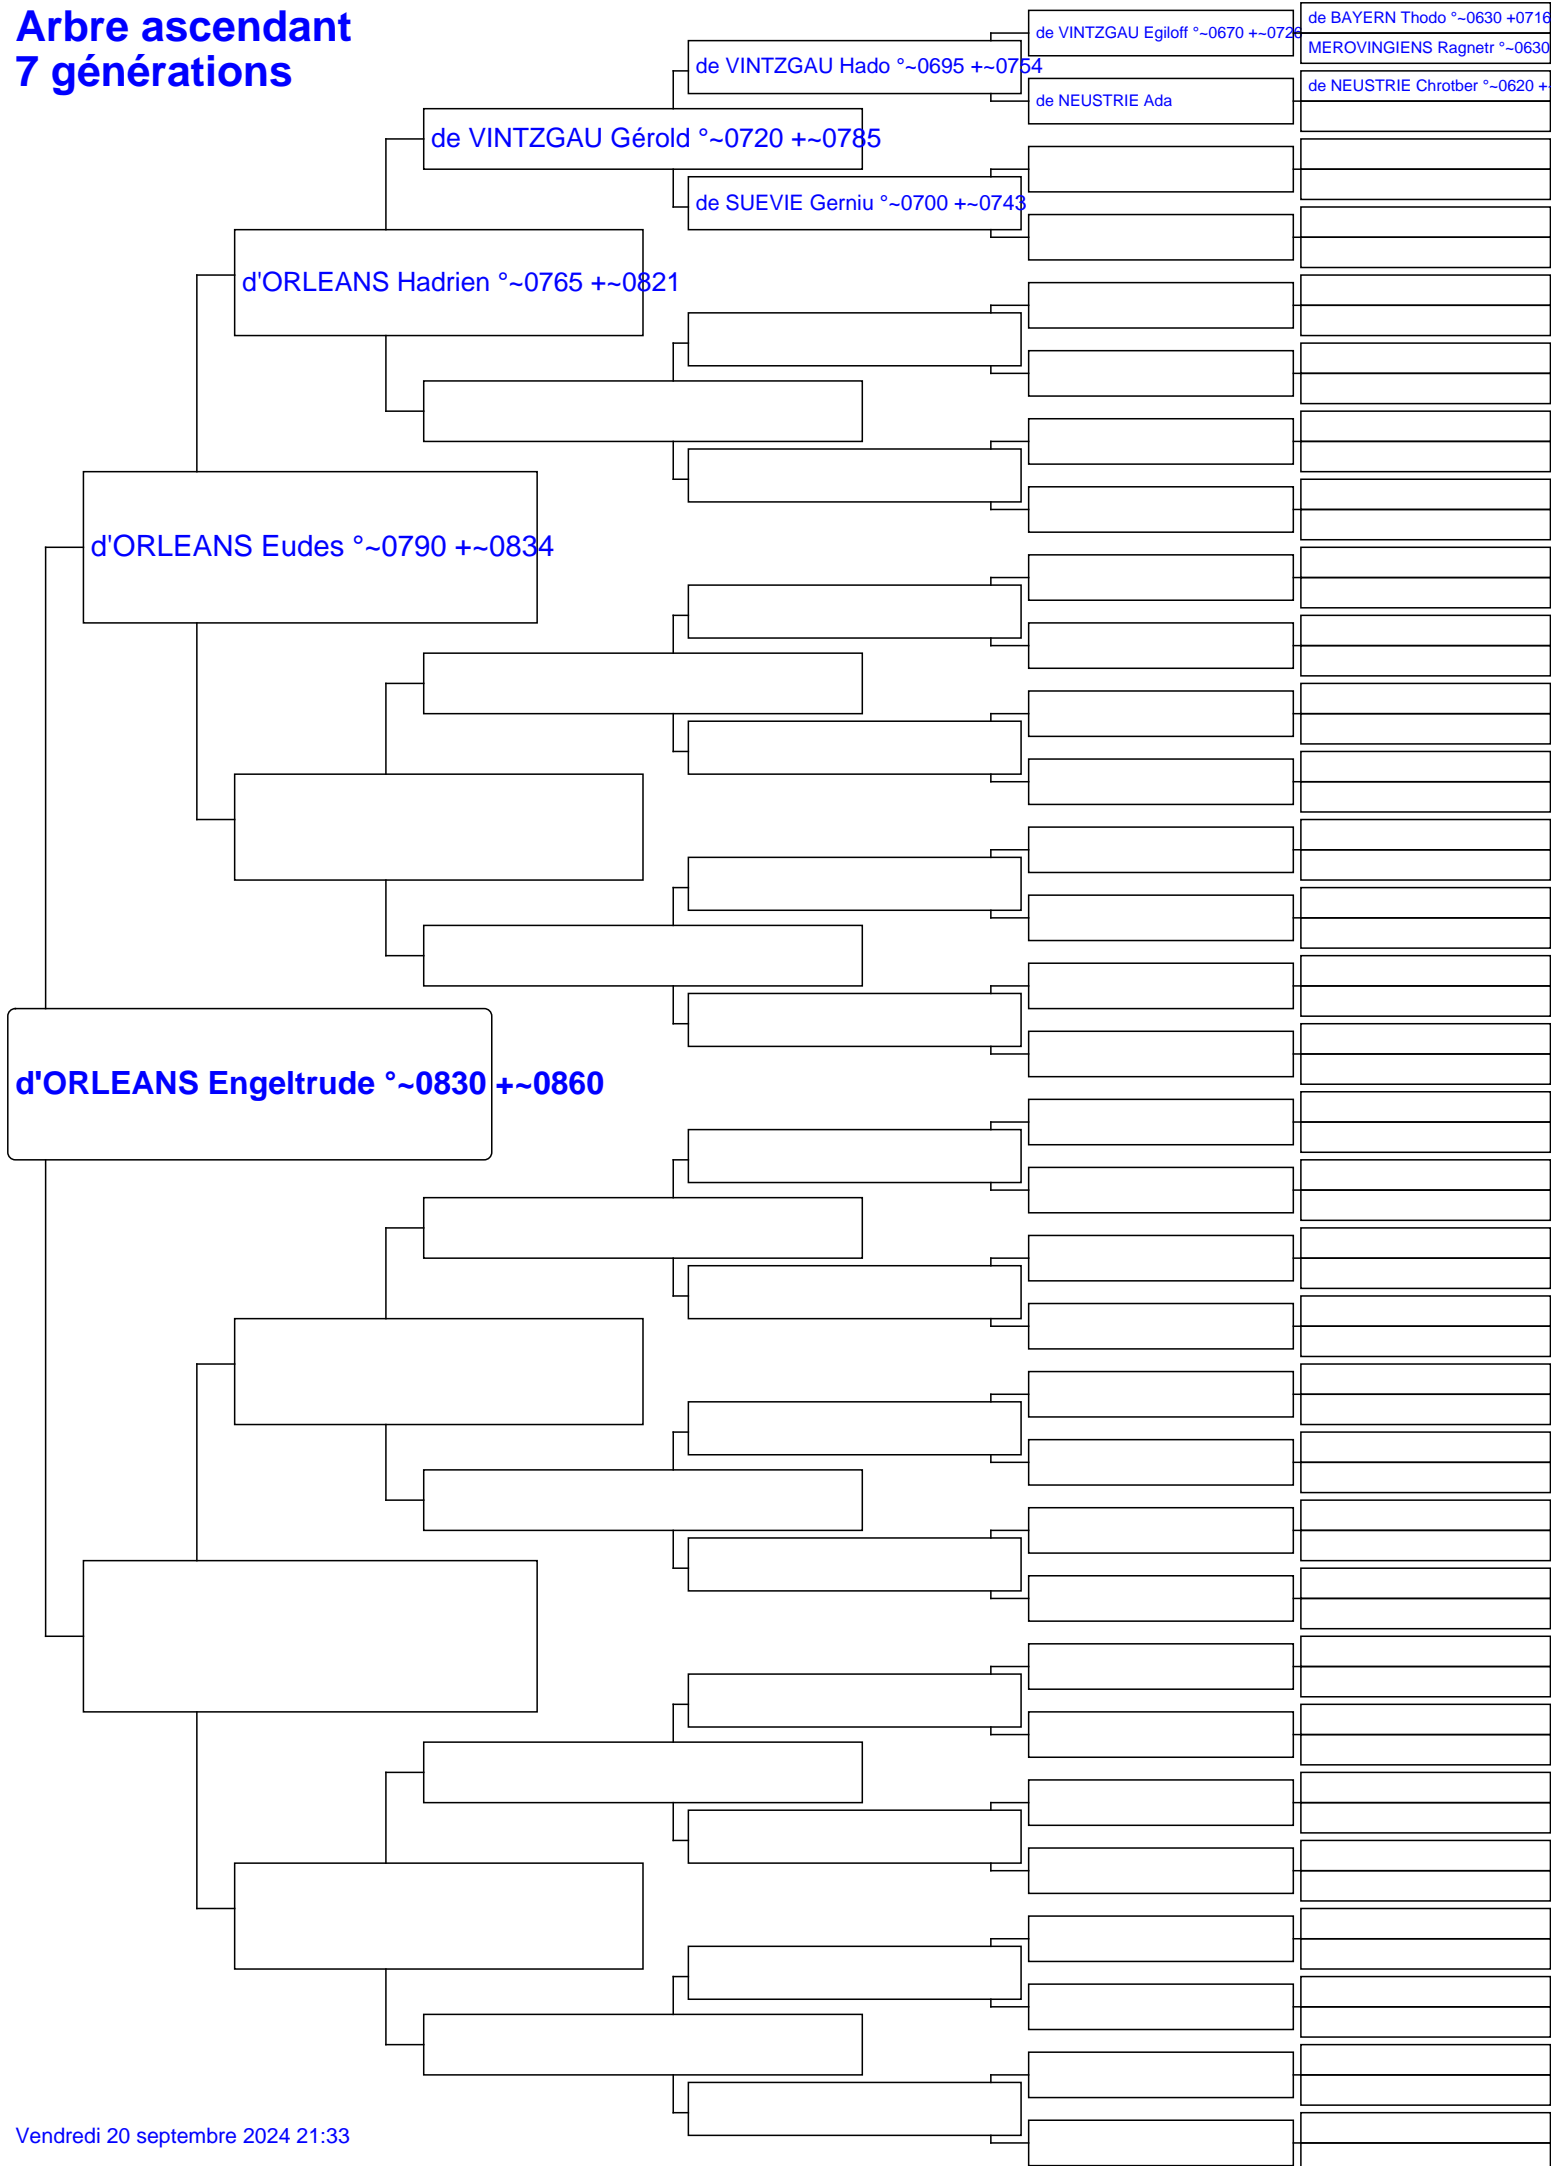 Arbre ascendant
7 générations
de BAYERN Thodo °~0630 +0716
de VINTZGAU Egiloff °~0670 +~0726
MEROVINGIENS Ragnetr °~0630
de VINTZGAU Hado °~0695 +~0754
de NEUSTRIE Chrotber °~0620 +
de NEUSTRIE Ada
de VINTZGAU Gérold °~0720 +~0785
de SUEVIE Gerniu °~0700 +~0743
d'ORLEANS Hadrien °~0765 +~0821
d'ORLEANS Eudes °~0790 +~0834
d'ORLEANS Engeltrude °~0830 +~0860
Vendredi 20 septembre 2024 21:33